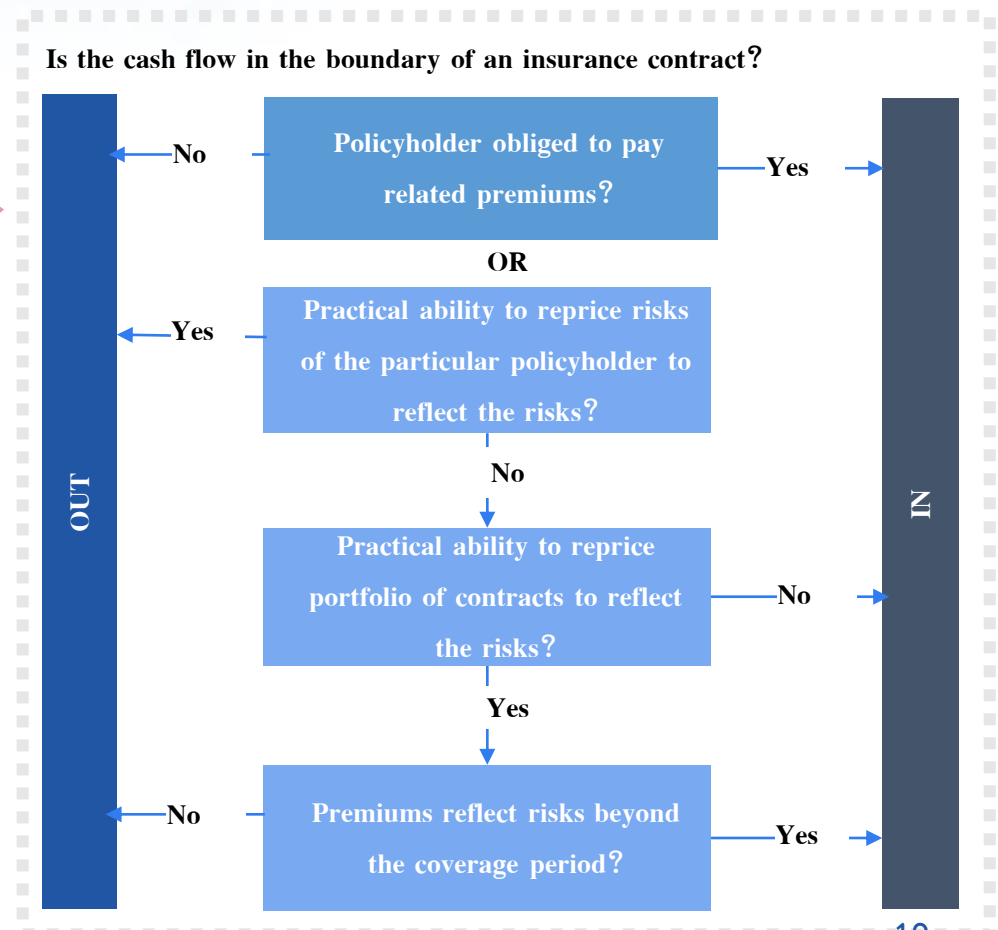 Is the cash flow in the boundary of an insurance contract?
Policyholder obliged to pay
related premiums?
No
Yes
OR
Practical ability to reprice risks
of the particular policyholder to
reflect the risks?
Yes
No
OUT
IN
Practical ability to reprice
portfolio of contracts to reflect
the risks?
No
Yes
Premiums reflect risks beyond
the coverage period?
No
Yes